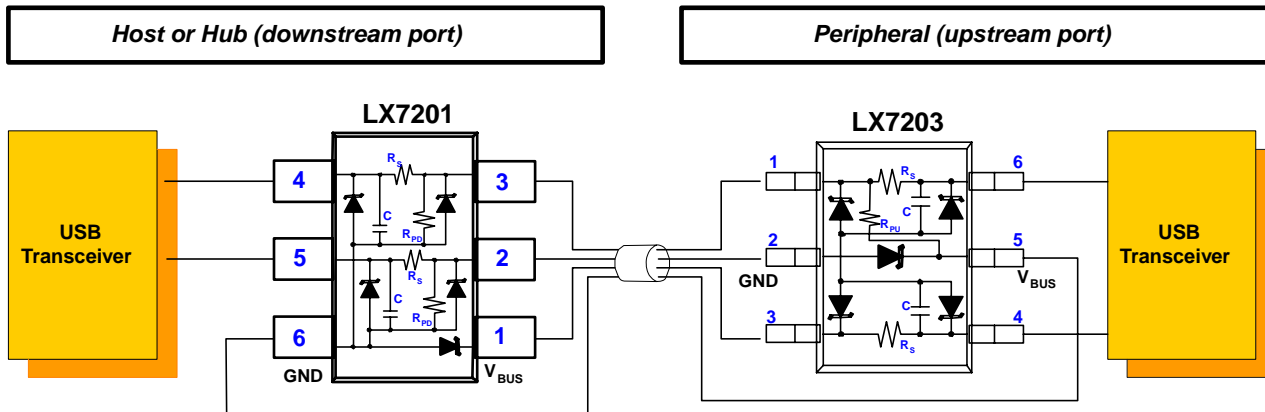 Host or Hub (downstream port)
Peripheral (upstream port)
LX7201
LX7203
USB
Transceiver
4
5
6
GND
RS
C
RPD
RS
C
RPD
3
2
1
VBUS
1
2
GND
3
RS
C
RPU
C
RS
6
5
VBUS
4
USB
Transceiver